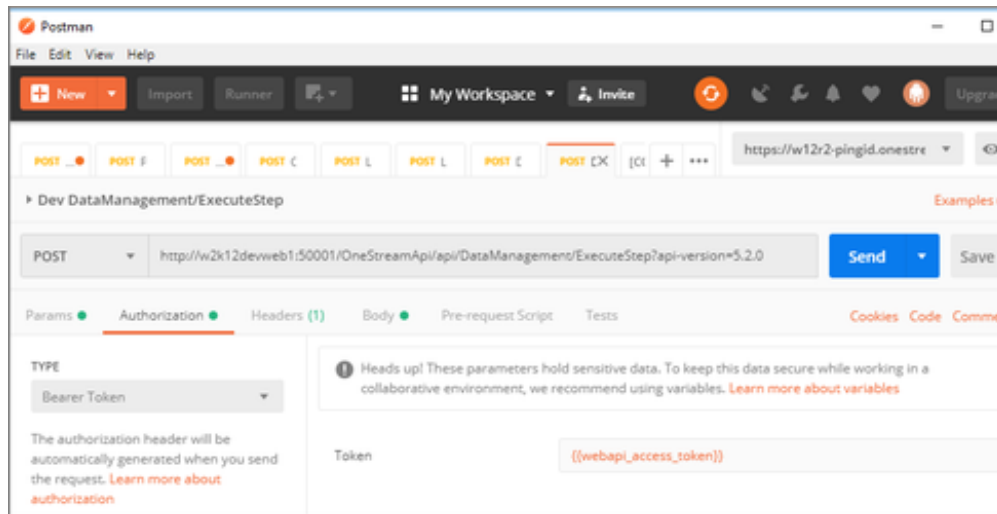 Postman
File Edit View Help
New Import Runner My Workspace Invite Upgra
POST ... POST F POST ... POST C POST L POST L POST POST + ••• https://w12r2-pingid.onestre
Dev DataManagement/ExecuteStep Examples
POST http://w2k12devweb1:50001/OneStreamApi/api/DataManagement/ExecuteStep?api-version=5.2.0 Send Save
Params Authorization Headers (1) Body Pre-request Script Tests Cookies Code Comme
TYPE
Heads up! These parameters hold sensitive data. To keep this data secure while working in a
collaborative environment, we recommend using variables. Learn more about variables
Bearer Token
The authorization header will be
automatically generated when you send
the request. Learn more about
authorization
Token {{webapi_access_token}}